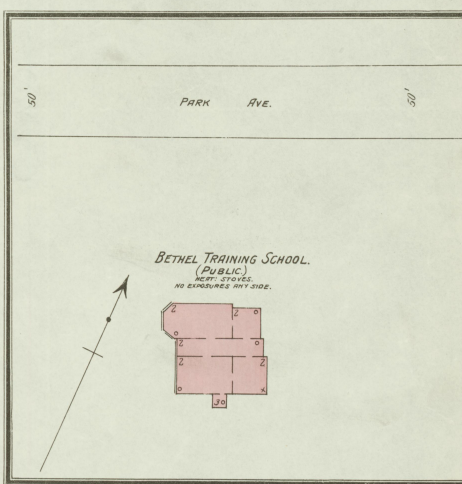 50'
PARK AVE.
50'
BETHEL TRAINING SCHOOL.
(PUBLIC.)
HEAT: STOVES.
NO EXPOSURES ANY SIDE.
2
2 o
o
2 o
2 2
o x
3 o